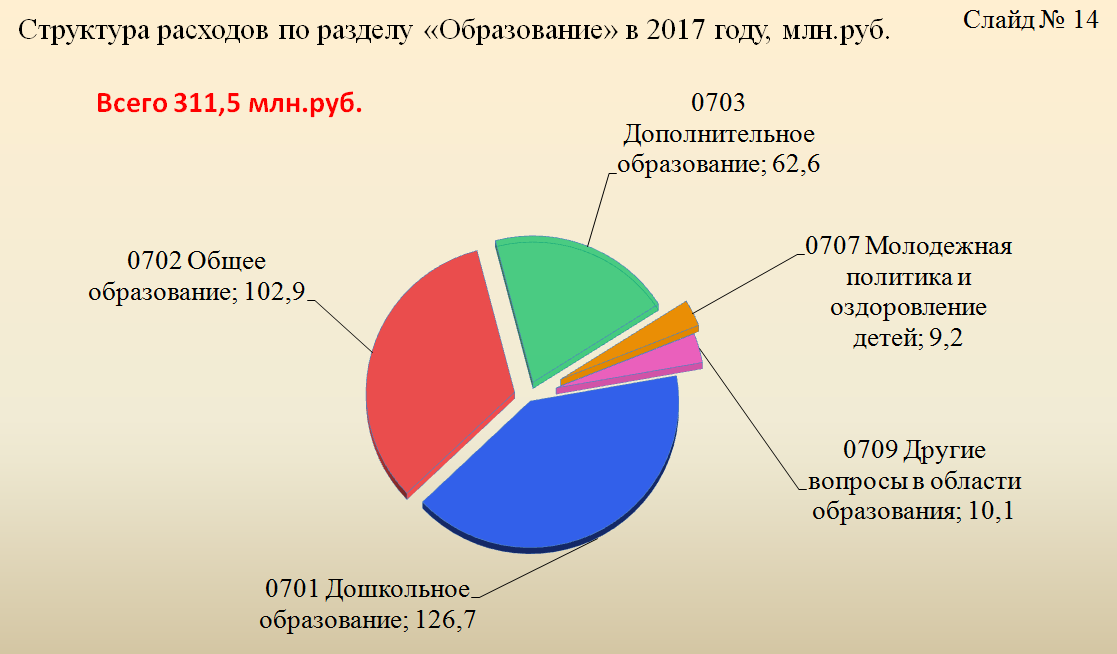 Слайд № 14
Структура расходов по разделу «Образование» в 2017 году, млн.руб.
Всего 311,5 млн.руб.
0703
Дополнительное
образование; 62,6
0702 Общее
образование; 102,9
0707 Молодежная
политика и
оздоровление
детей; 9,2
0709 Другие
вопросы в области
образования; 10,1
0701 Дошкольное
образование; 126,7